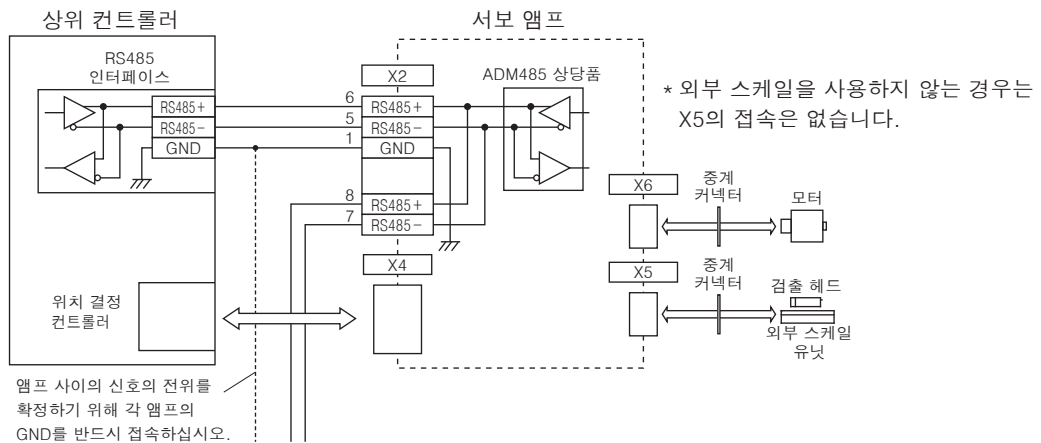 상위 컨트롤러
서보 앰프
RS485
인터페이스
RS485+
RS485-
GND
X2
6
5
1
RS485+
RS485-
GND
8
7
RS485+
RS485-
ADM485 상당품
* 외부 스케일을 사용하지 않는 경우는
X5의 접속은 없습니다.
X6
중계
커넥터
모터
X4
X5
중계
커넥터
검출 헤드
외부 스케일
유닛
위치 결정
컨트롤러
앰프 사이의 신호의 전위를
확정하기 위해 각 앰프의
GND를 반드시 접속하십시오.